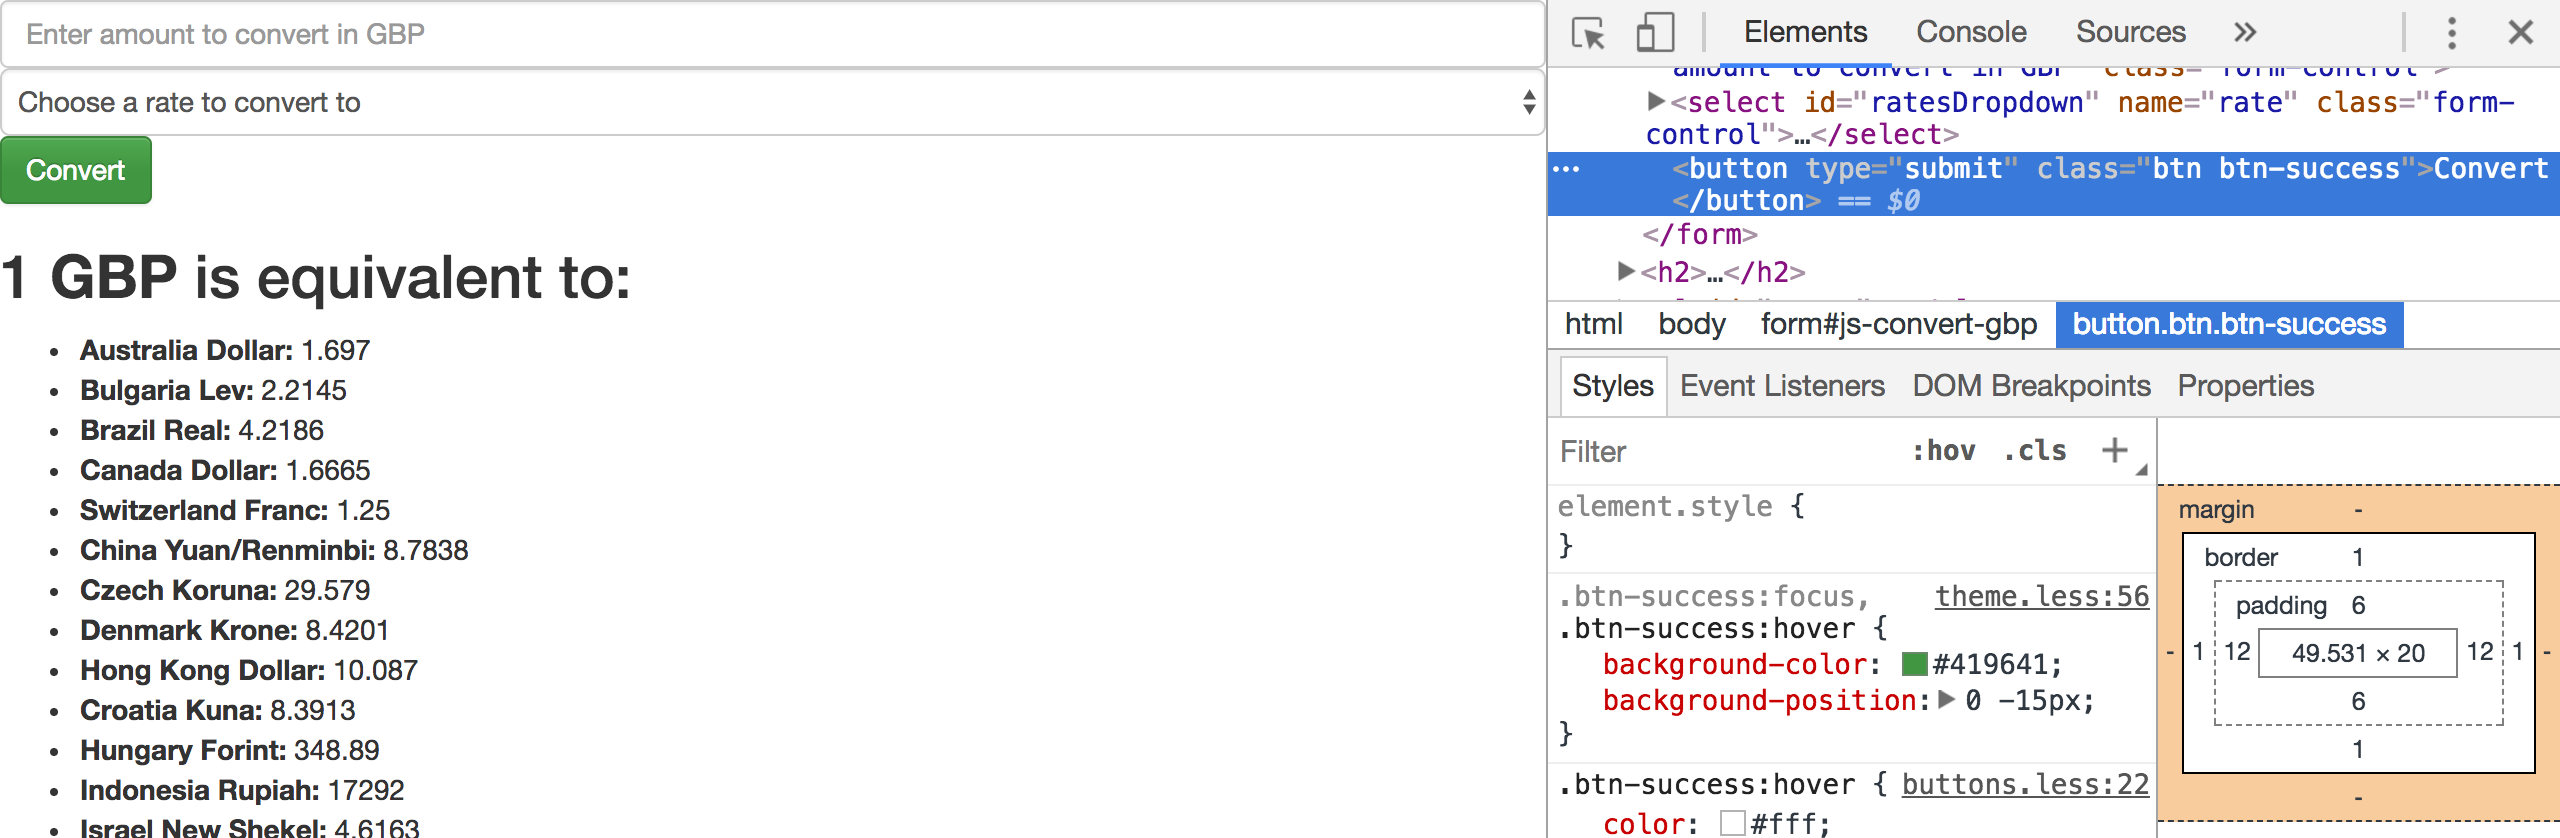 Enter amount to convert in GBP
Choose a rate to convert to
Convert
1 GBP is equivalent to:
Australia Dollar: 1.697
Bulgaria Lev: 2.2145
Brazil Real: 4.2186
Canada Dollar: 1.6665
Switzerland Franc: 1.25
China Yuan/Renminbi: 8.7838
Czech Koruna: 29.579
Denmark Krone: 8.4201
Hong Kong Dollar: 10.087
Croatia Kuna: 8.3913
Hungary Forint: 348.89
Indonesia Rupiah: 17292
Israel New Shekel: 4.6163
Elements Console Sources »
amount to convert in GBP" class="form-control">
<select id="ratesDropdown" name="rate" class="form-
control">…</select>
<button type="submit" class="btn btn-success">Convert
</button> == $0
</form>
<h2>…</h2>
html body form#js-convert-gbp button.btn.btn-success
Styles Event Listeners DOM Breakpoints Properties
Filter :hov .cls +
element.style {
}
.btn-success:focus, theme.less:56
.btn-success:hover {
background-color: #419641;
background-position: 0 -15px;
}
.btn-success:hover { buttons.less:22
color: #fff;
margin -
border 1
padding 6
- 1 12 49.531 × 20 12 1 -
6
1
-